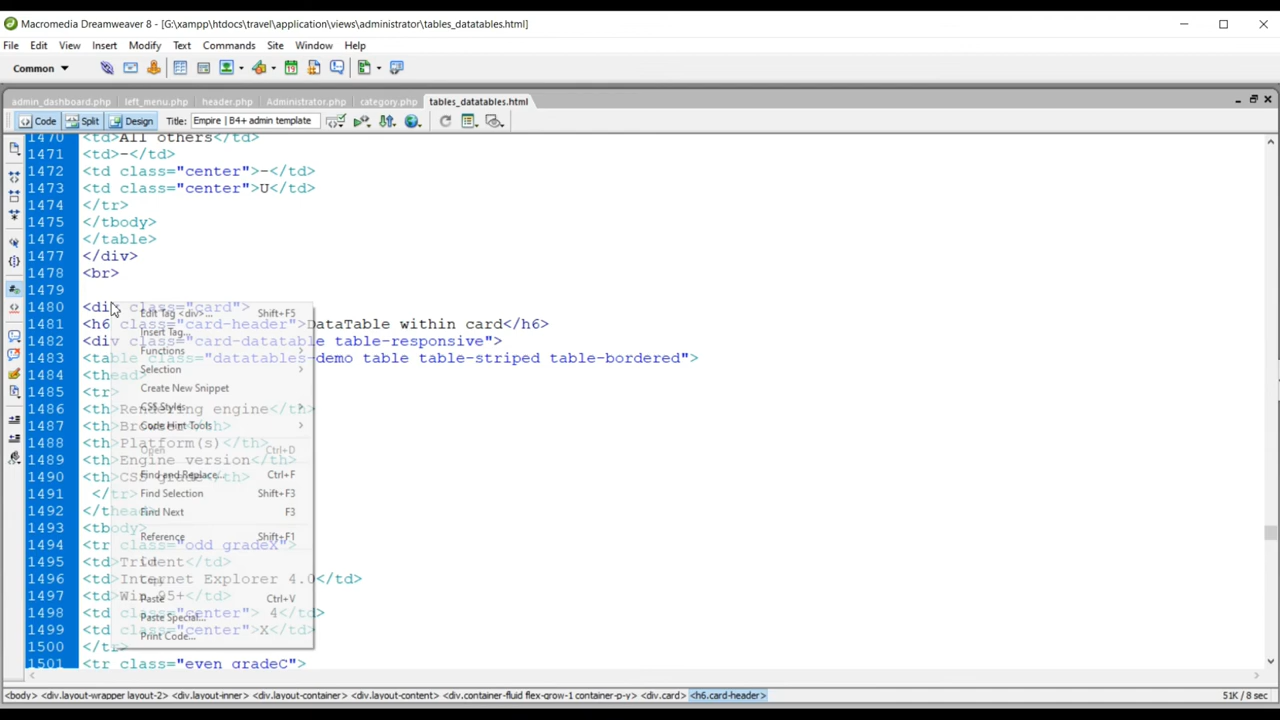 Macromedia Dreamweaver 8 - [G:\xampp\htdocs\travel\application\views\administrator\tables_datatables.html]
File Edit View Insert Modify Text Commands Site Window Help
Common
admin_dashboard.php left_menu.php header.php Administrator.php category.php tables_datatables.html
Code Split Design Title: Empire | B4+ admin template
1470 <td>All others</td>
1471 <td>-</td>
1472 <td class="center">-</td>
1473 <td class="center">U</td>
1474 </tr>
1475 </tbody>
1476 </table>
1477 </div>
1478 <br>
1479
1480 <div class="card">
1481 <h6 class="card-header">DataTable within card</h6>
1482 <div class="card-datatable table-responsive">
1483 <table class="datatables-demo table table-striped table-bordered">
1484 <thead>
1485 <tr>
1486 <th>Rendering engine</th>
1487 <th>Browser</th>
1488 <th>Platform(s)</th>
1489 <th>Engine version</th>
1490 <th>CSS grade</th>
1491 </tr>
1492 </thead>
1493 <tbody>
1494 <tr class="odd gradeX">
1495 <td>Trident</td>
1496 <td>Internet Explorer 4.0</td>
1497 <td>Win 95+</td>
1498 <td class="center"> 4</td>
1499 <td class="center">X</td>
1500 </tr>
1501 <tr class="even gradeC">
Edit Tag <div>... Shift+F5
Insert Tag...
Functions
Selection
Create New Snippet
CSS Styles
Code Hint Tools
Open Ctrl+D
Find and Replace... Ctrl+F
Find Selection Shift+F3
Find Next F3
Reference Shift+F1
Cut
Copy
Paste Ctrl+V
Paste Special...
Print Code...
<body> <div.layout-wrapper layout-2> <div.layout-inner> <div.layout-container> <div.layout-content> <div.container-fluid flex-grow-1 container-p-y> <div.card> <h6.card-header> 51K / 8 sec